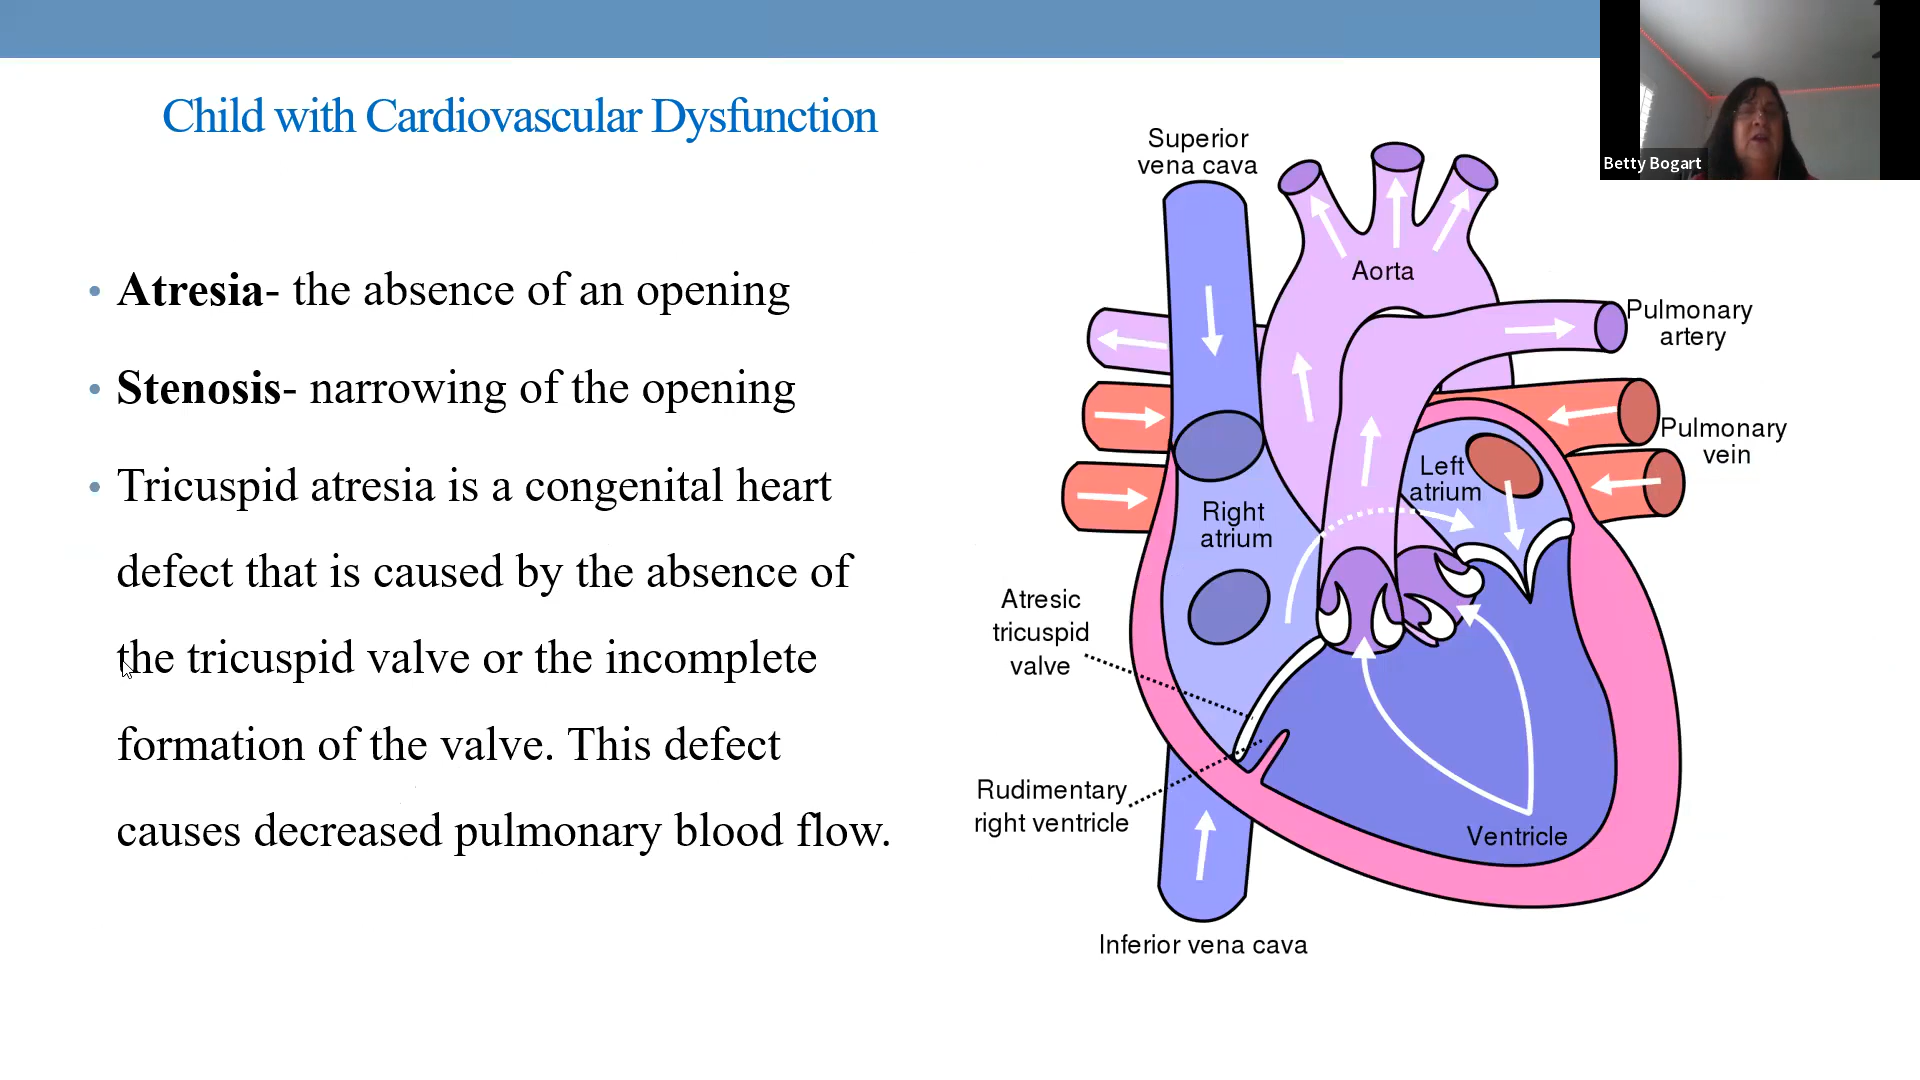 Child with Cardiovascular Dysfunction
Betty Bogart
• Atresia- the absence of an opening
• Stenosis- narrowing of the opening
• Tricuspid atresia is a congenital heart
defect that is caused by the absence of
the tricuspid valve or the incomplete
formation of the valve. This defect
causes decreased pulmonary blood flow.
Superior
vena cava
Aorta
Pulmonary
artery
Pulmonary
vein
Left
atrium
Right
atrium
Atresic
tricuspid
valve
Rudimentary
right ventricle
Ventricle
Inferior vena cava